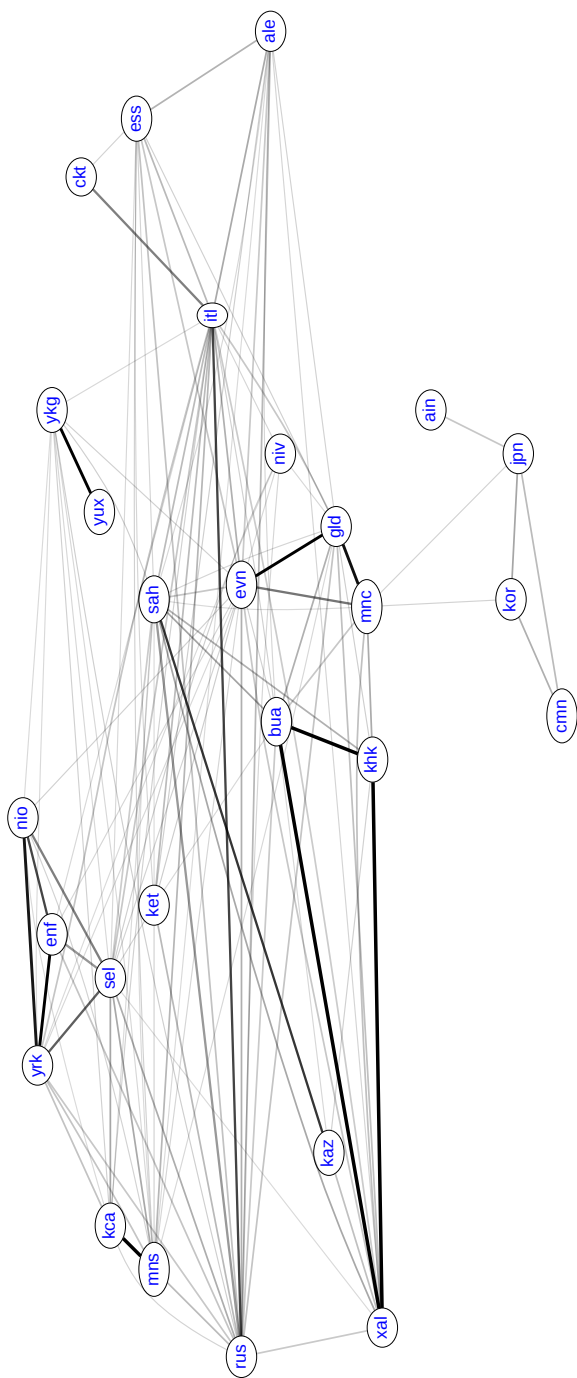 ale
ess
ckt
itl
ykg
ain
niv
jpn
yux
gld
evn
sah
kor
mnc
cmn
bua
khk
nio
ket
enf
sel
yrk
kaz
kca
mns
xal
rus